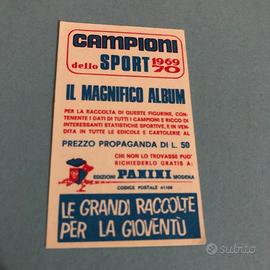 CAMPIONI
dello SPORT 1969
70
IL MAGNIFICO ALBUM
PER LA RACCOLTA DI QUESTE FIGURINE, CON-
TENENTE I DATI DI TUTTI I CAMPIONI E RICCO DI
INTERESSANTI STATISTICHE SPORTIVE, E IN VEN-
DITA IN TUTTE LE EDICOLE E CARTOLERIE AL
PREZZO PROPAGANDA DI L. 50
CHI NON LO TROVASSE PUO'
RICHIEDERLO GRATIS A:
EDIZIONI PANINI MODENA
CODICE POSTALE 41100
LE GRANDI RACCOLTE
PER LA GIOVENTÙ
subito